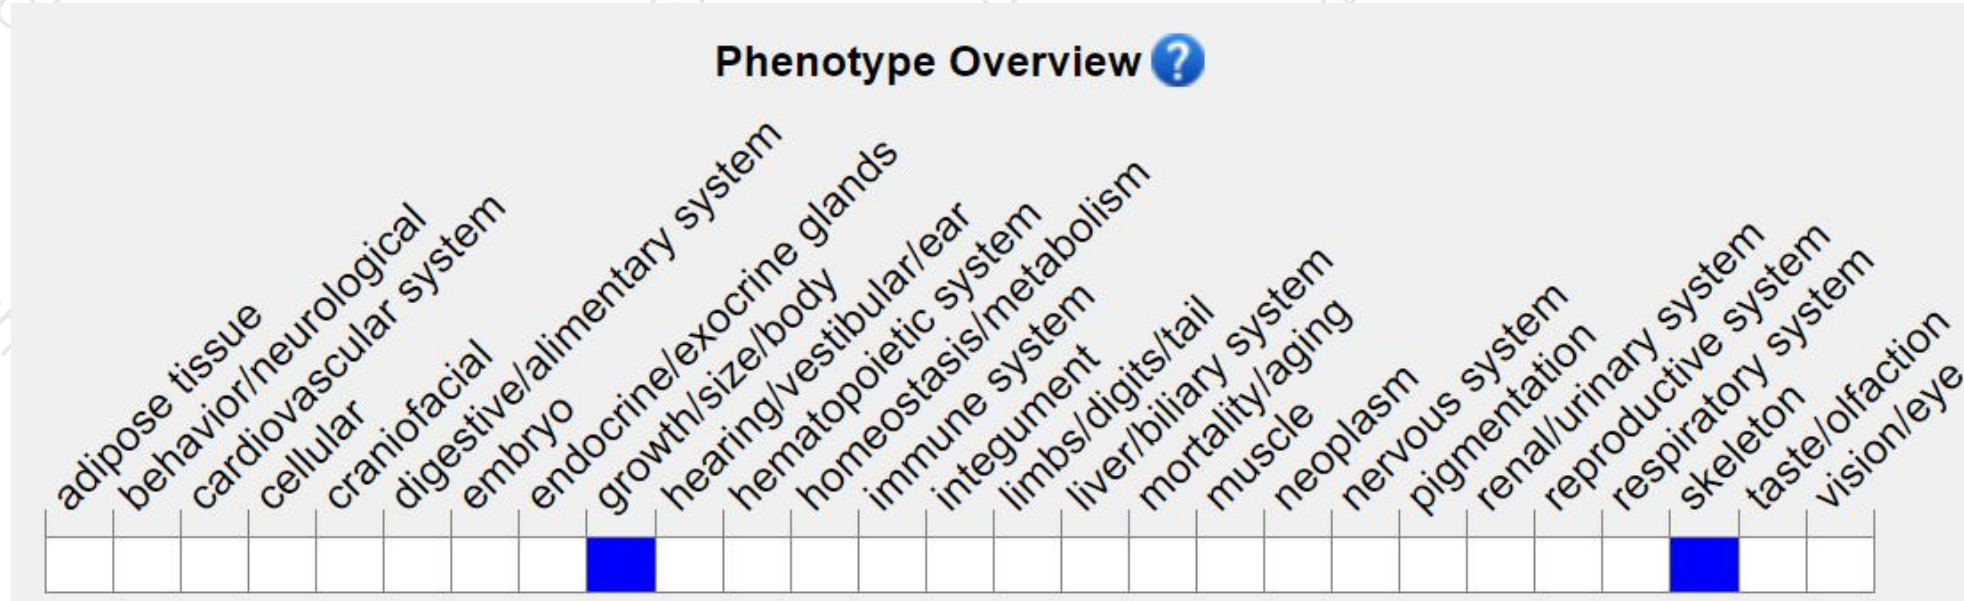 Phenotype Overview ?
adipose tissue
behavior/neurological
cardiovascular system
cellular
craniofacial
digestive/alimentary system
embryo
endocrine/exocrine glands
growth/size/body
hearing/vestibular/ear
hematopoietic system
homeostasis/metabolism
immune system
integument
limbs/digits/tail
liver/biliary system
mortality/aging
muscle
neoplasm
nervous system
pigmentation
renal/urinary system
reproductive system
respiratory system
skeleton
taste/olfaction
vision/eye